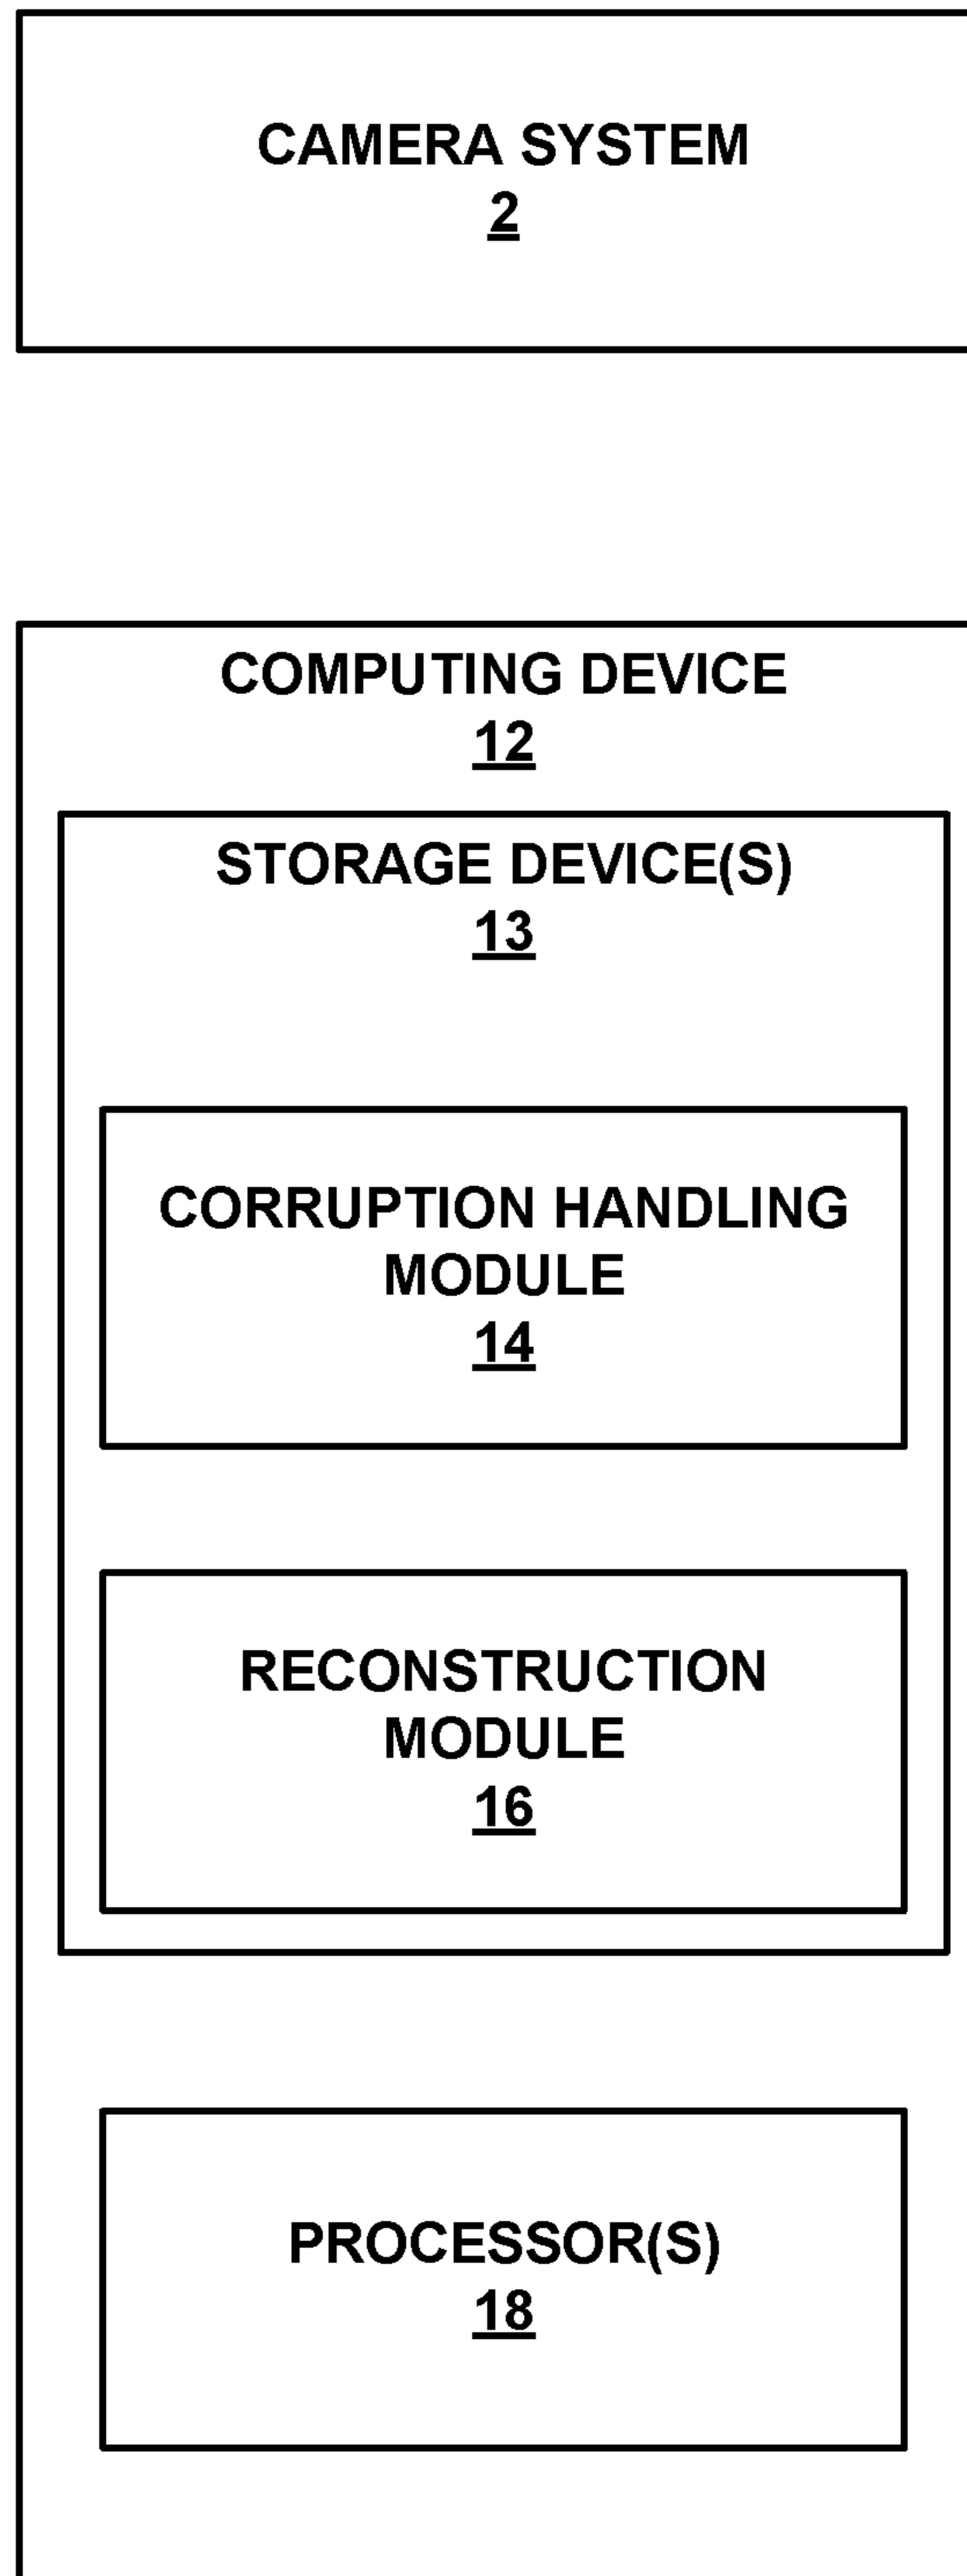 CAMERA SYSTEM
2
COMPUTING DEVICE
12
STORAGE DEVICE(S)
13
CORRUPTION HANDLING
MODULE
14
RECONSTRUCTION
MODULE
16
PROCESSOR(S)
18